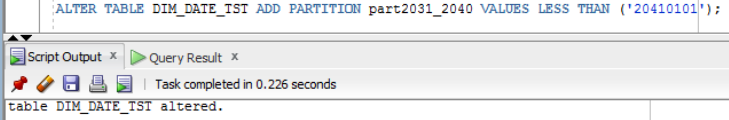 ALTER TABLE DIM_DATE_TST ADD PARTITION part2031_2040 VALUES LESS THAN ('20410101');
Script Output x Query Result x
Task completed in 0.226 seconds
table DIM_DATE_TST altered.